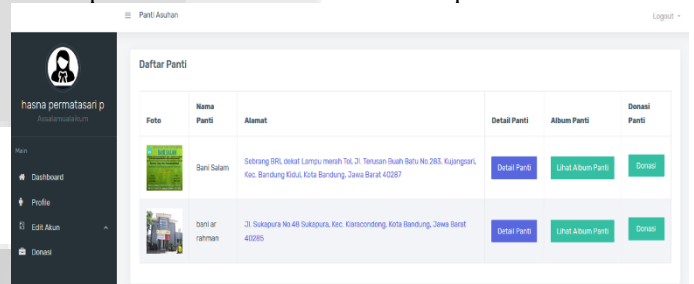 Panti Asuhan
Logout
hasna permatasari p
Assalamualaikum
Main
Dashboard
Profile
Edit Akun
Donasi
Daftar Panti
Foto
Nama
Panti
Alamat
Detail Panti
Album Panti
Donasi
Panti
Bani Salam
Sebrang BRI, dekat Lampu merah Tol, Jl. Terusan Buah Batu No.283, Kujangsari,
Kec. Bandung Kidul, Kota Bandung, Jawa Barat 40287
Detail Panti
Lihat Album Panti
Donasi
bani ar
rahman
Jl. Sukapura No.48 Sukapura, Kec. Kiaracondong, Kota Bandung, Jawa Barat
40285
Detail Panti
Lihat Album Panti
Donasi